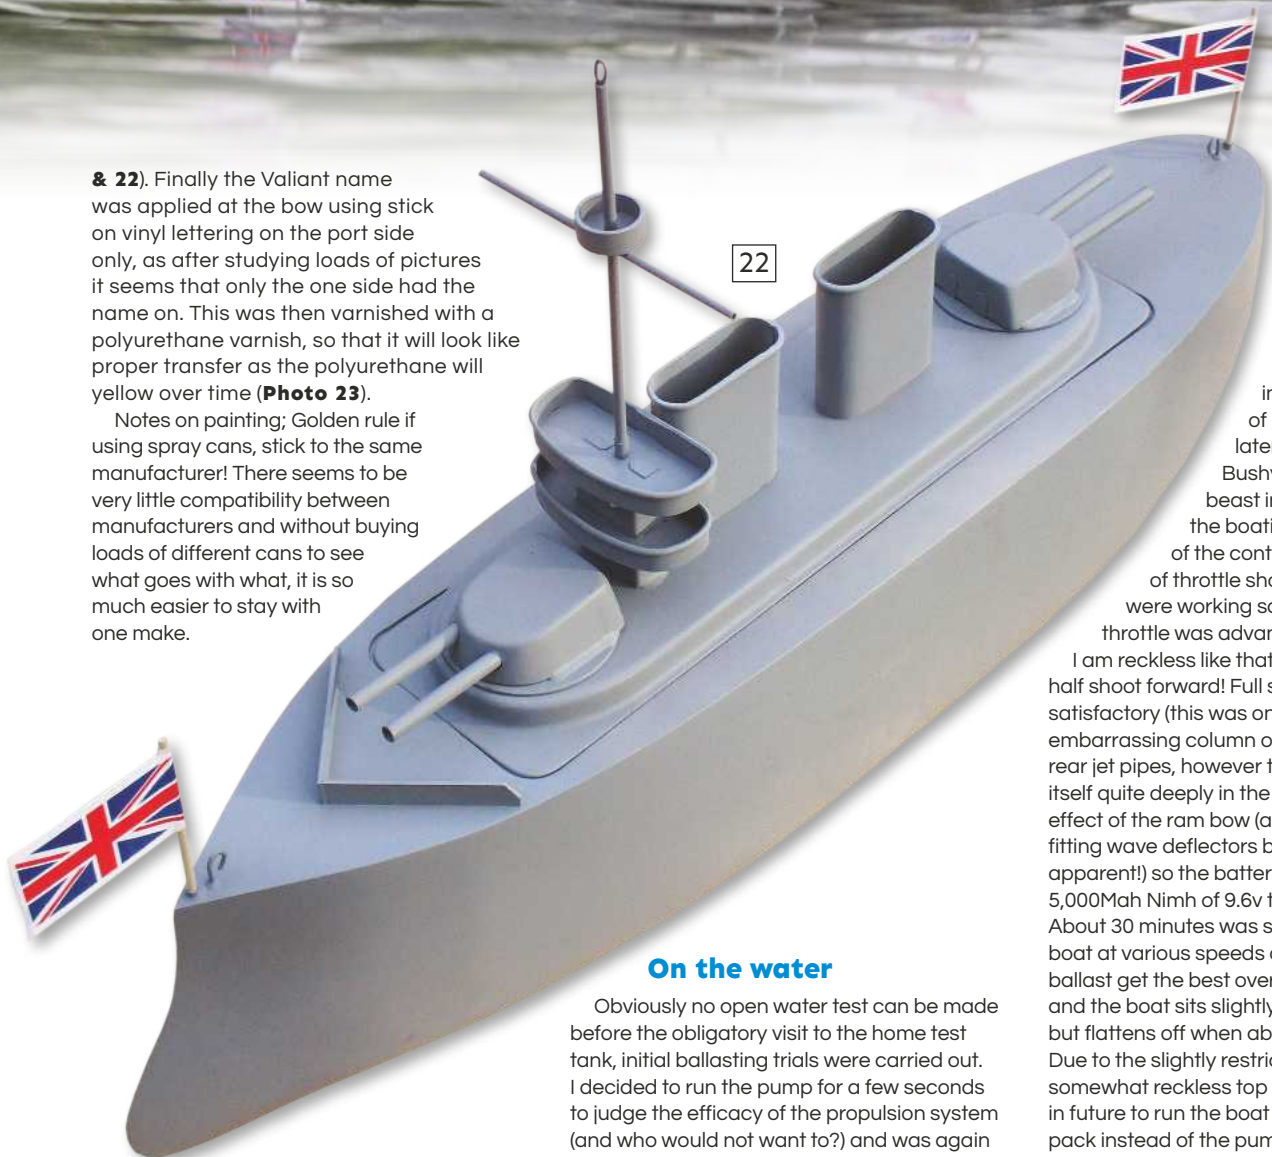 & 22). Finally the Valiant name
was applied at the bow using stick
on vinyl lettering on the port side
only, as after studying loads of pictures
it seems that only the one side had the
name on. This was then varnished with a
polyurethane varnish, so that it will look like
proper transfer as the polyurethane will
yellow over time (Photo 23).
Notes on painting; Golden rule if
using spray cans, stick to the same
manufacturer! There seems to be
very little compatibility between
manufacturers and without buying
loads of different cans to see
what goes with what, it is so
much easier to stay with
one make.
22
On the water
Obviously no open water test can be made
before the obligatory visit to the home test
tank, initial ballasting trials were carried out.
I decided to run the pump for a few seconds
to judge the efficacy of the propulsion system
(and who would not want to?) and was again
of
beast
the
of the
of throttle
were working
throttle was
I am reckless like that
half shoot forward! Full
satisfactory (this was
embarrassing column
rear jet pipes, however
itself quite deeply in the
effect of the ram bow
fitting wave deflectors
apparent!) so the
5,000Mah Nimh of 9.6v
About 30 minutes was
boat at various speeds
ballast get the best
and the boat sits slightly
but flattens off when
Due to the slightly
somewhat reckless top
in future to run the boat
pack instead of the